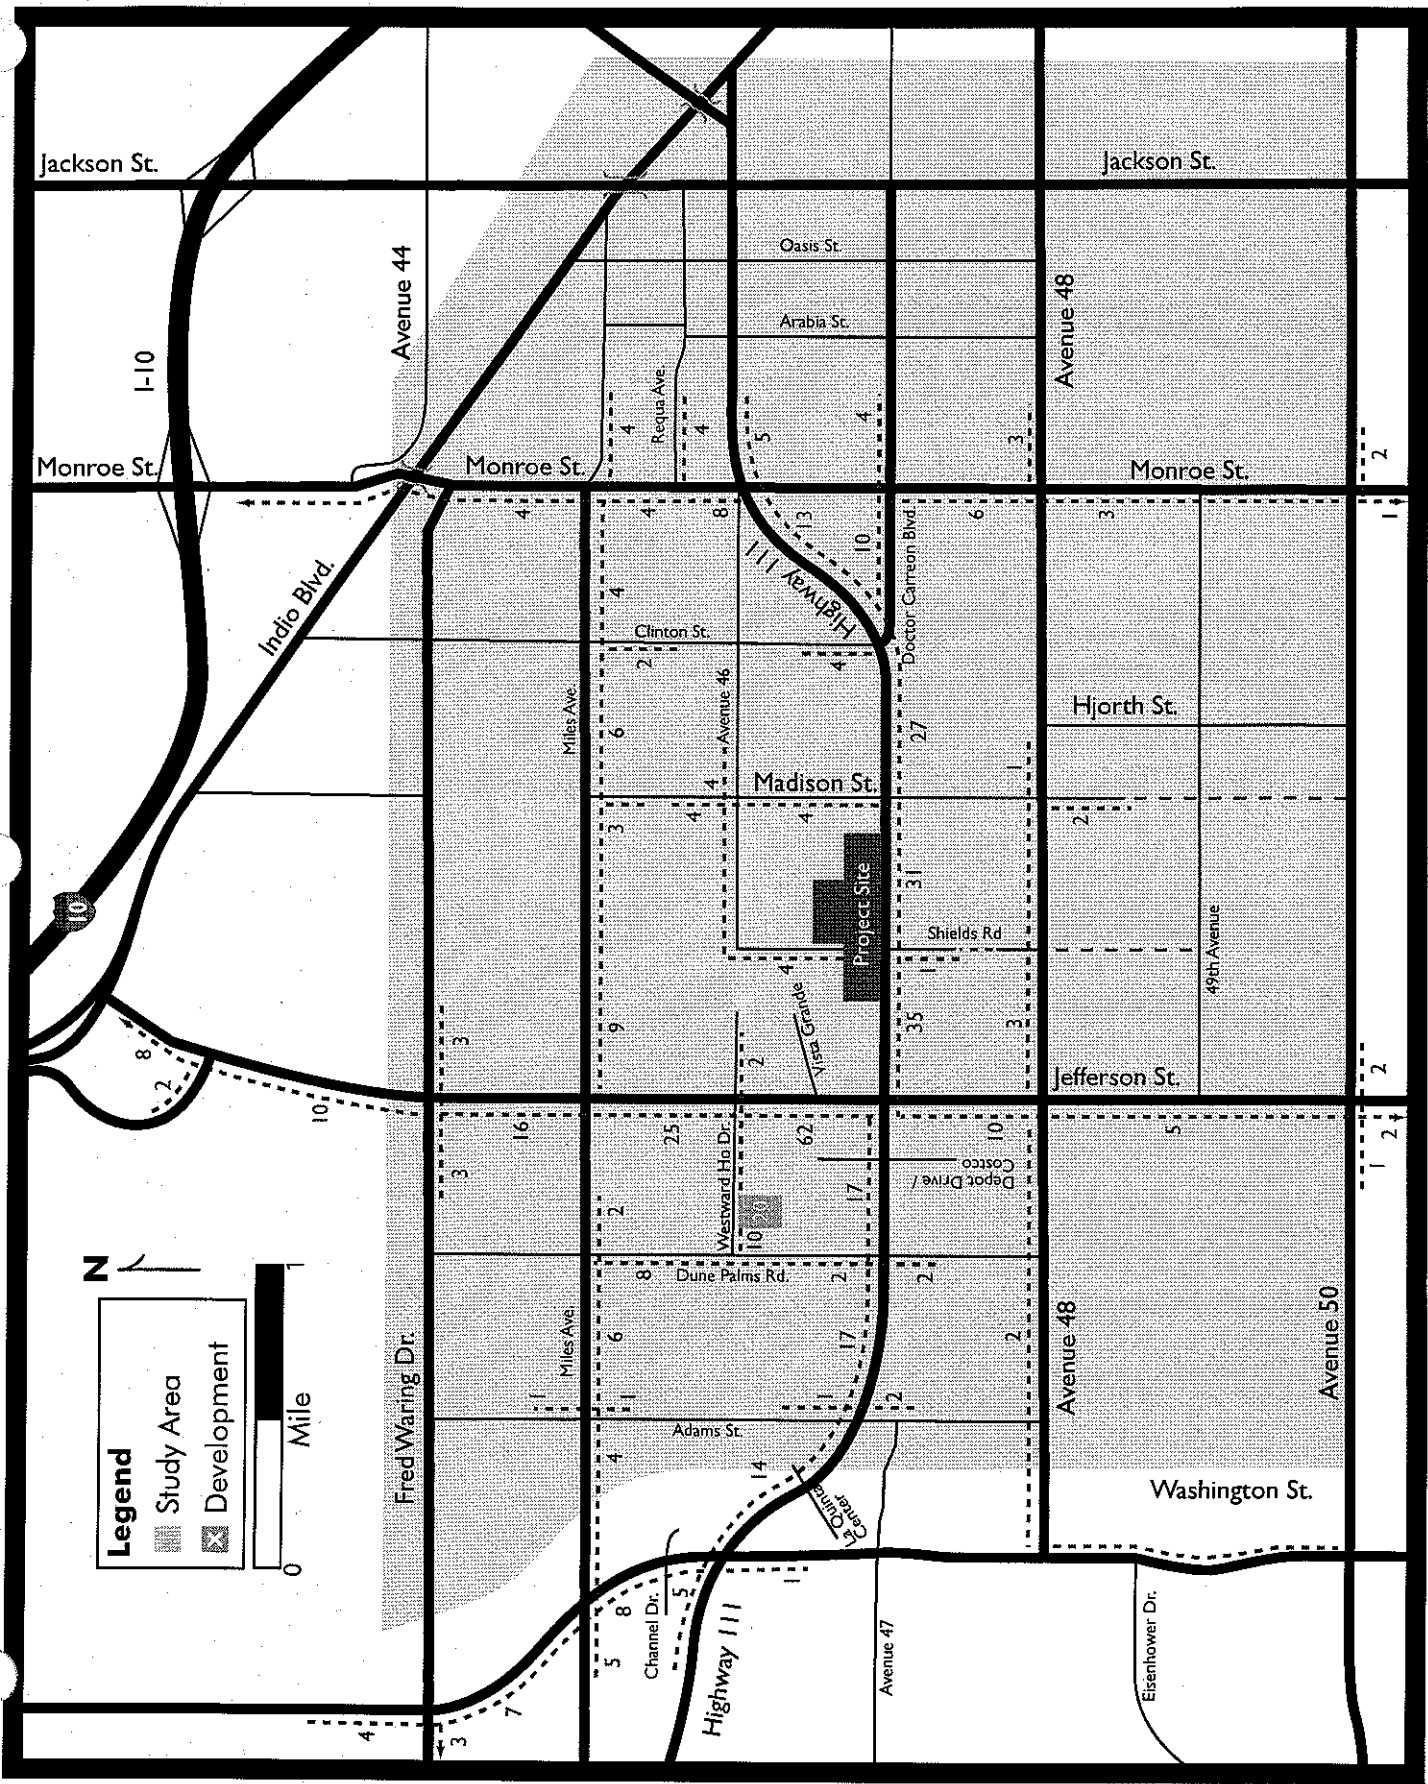 Jackson St.
Jackson St.
Oasis St.
Avenue 44
Avenue 48
Arabia St.
I-10
Requa Ave.
4
4
5
4
3
2
Monroe St.
Monroe St.
Monroe St.
4
4
8
13
10
6
3
1
Highway 111
Doctor Carreon Blvd.
Indio Blvd.
4
Clinton St.
2
4
Avenue 46
Miles Ave.
6
27
Hjorth St.
1
4
Madison St.
3
4
4
2
10
31
Project Site
Shields Rd
49th Avenue
4
1
Vista Grande
3
9
35
3
8
2
2
2
Jefferson St.
10
16
25
62
10
5
2
Westward Ho Dr.
Depot Drive /
Costco
3
2
17
1
10
N
8
Dune Palms Rd.
2
2
Legend
Study Area
X Development
0
1
Mile
Fred Waring Dr.
Miles Ave.
6
17
2
Avenue 48
Avenue 50
1
1
1
2
Adams St.
4
14
La Quinta
Center
Washington St.
8
5
1
Channel Dr.
5
Highway 111
Avenue 47
Eisenhower Dr.
7
4
3